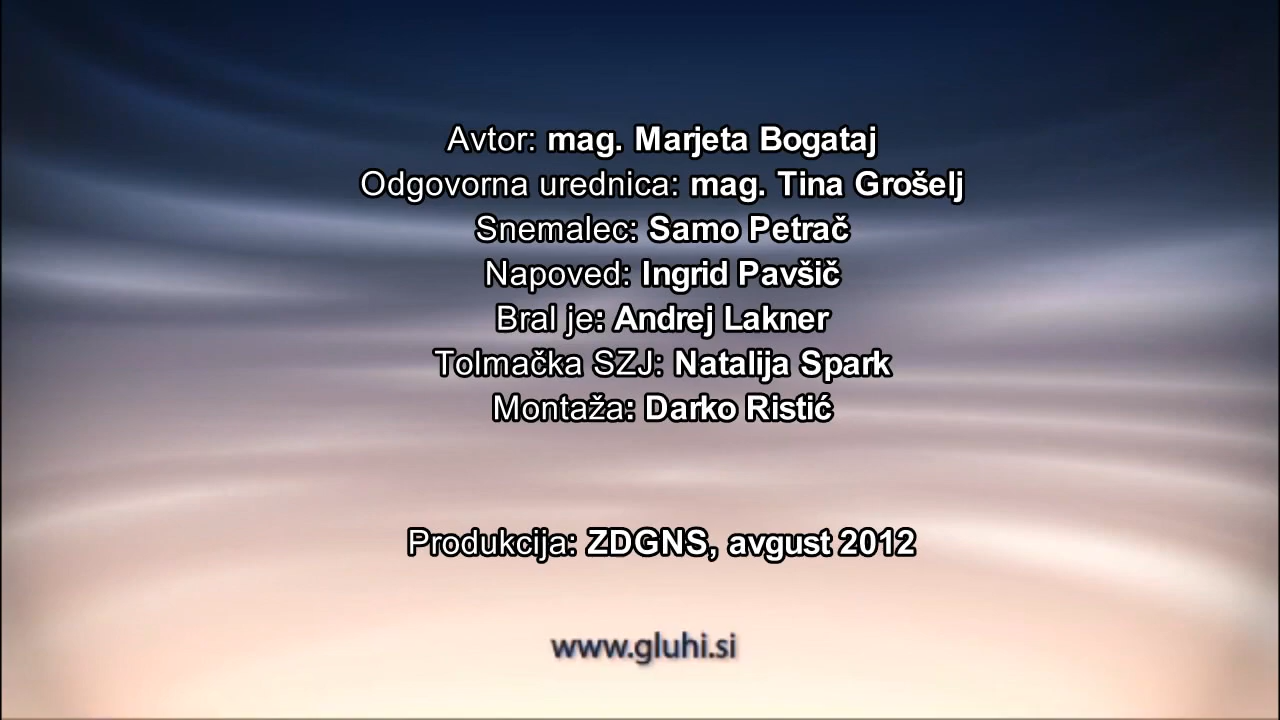 Avtor: mag. Marjeta Bogataj
Odgovorna urednica: mag. Tina Grošelj
Snemalec: Samo Petrač
Napoved: Ingrid Pavšič
Bral je: Andrej Lakner
Tolmačka SZJ: Natalija Spark
Montaža: Darko Ristić
Produkcija: ZDGNS, avgust 2012
www.gluhi.si